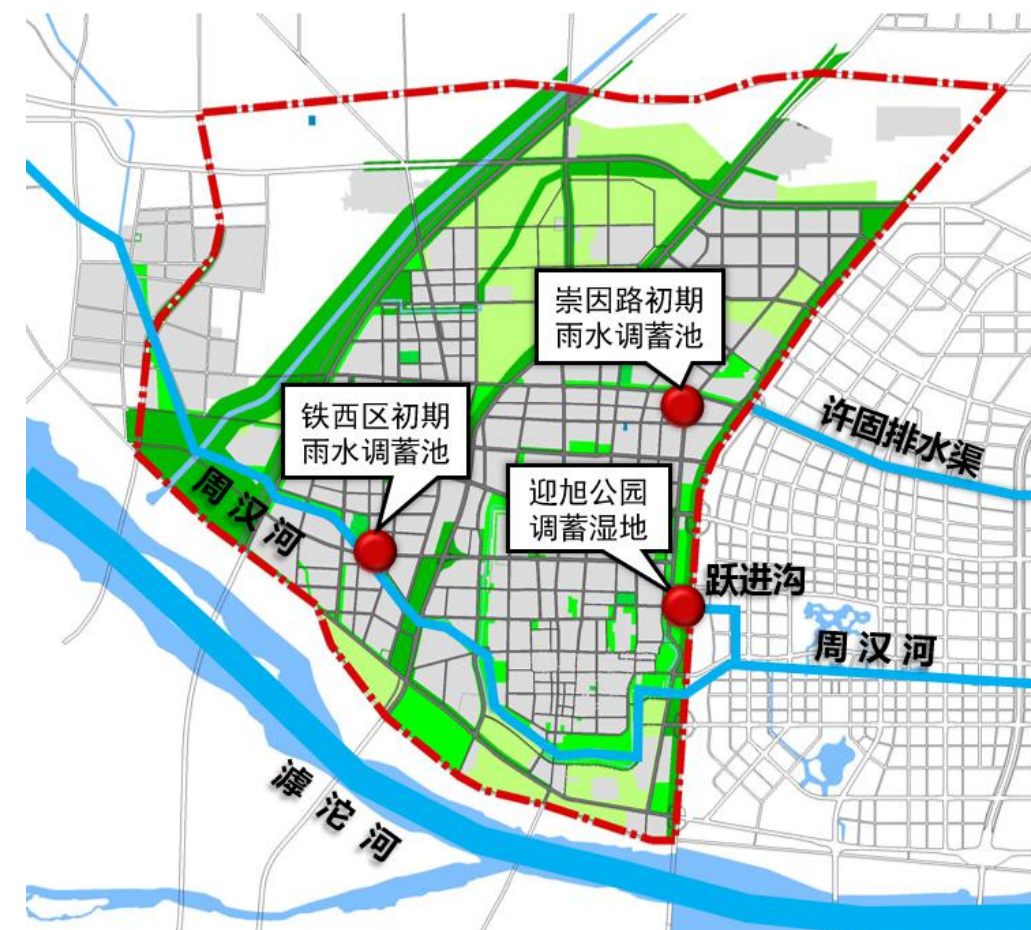 崇因路初期
雨水调蓄池
铁西区初期
雨水调蓄池
许固排水渠
迎旭公园
调蓄湿地
周汉河
跃进沟
周汉河
滹沱河